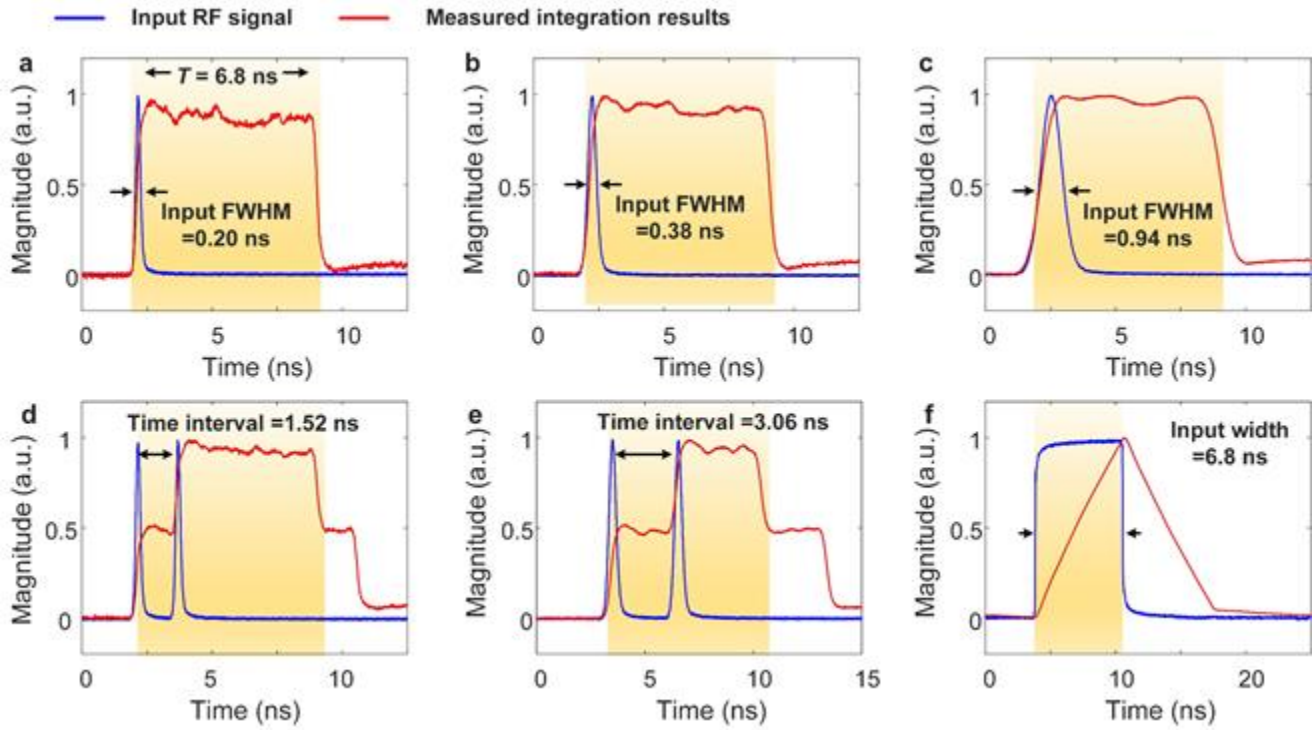 Input RF signal Measured integration results
a
T = 6.8 ns
Magnitude (a.u.)
1
0.5
0
Input FWHM
=0.20 ns
0 5 10
Time (ns)
b
Magnitude (a.u.)
1
0.5
0
Input FWHM
=0.38 ns
0 5 10
Time (ns)
c
Magnitude (a.u.)
1
0.5
0
Input FWHM
=0.94 ns
0 5 10
Time (ns)
d
Time interval =1.52 ns
Magnitude (a.u.)
1
0.5
0
0 5 10
Time (ns)
e
Time interval =3.06 ns
Magnitude (a.u.)
1
0.5
0
0 5 10 15
Time (ns)
f
Input width
=6.8 ns
Magnitude (a.u.)
1
0.5
0
0 10 20
Time (ns)